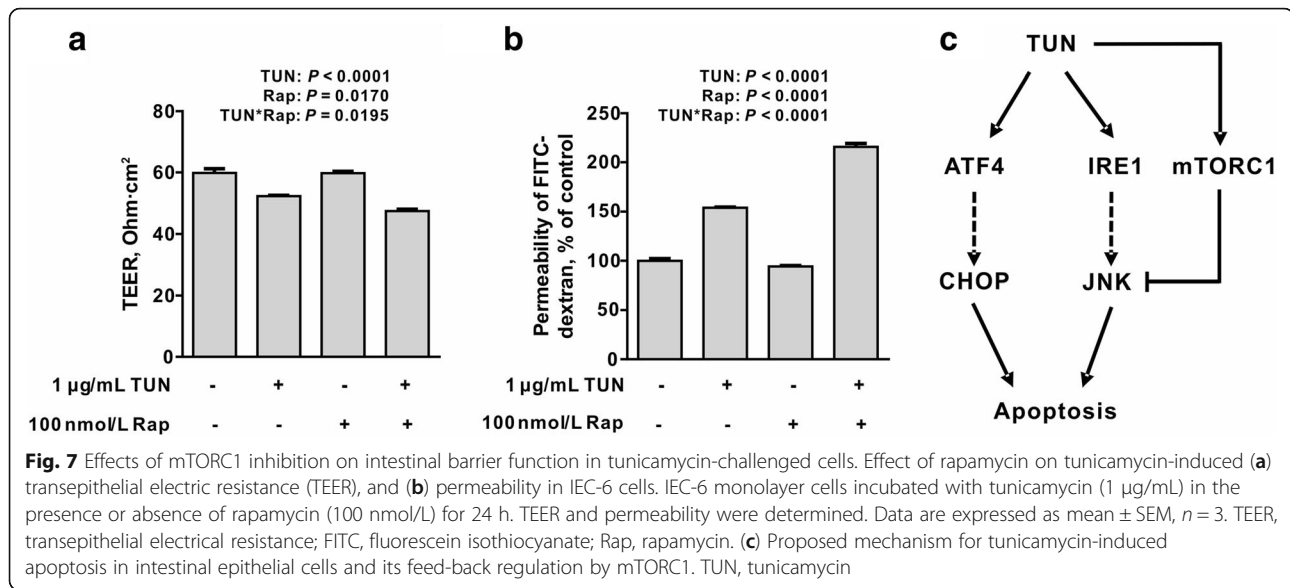 a
TUN: P < 0.0001
Rap: P = 0.0170
TUN*Rap: P = 0.0195
TEER, Ohm·cm²
80
60
40
20
0
1 µg/mL TUN - + - +
100 nmol/L Rap - - + +
b
TUN: P < 0.0001
Rap: P < 0.0001
TUN*Rap: P < 0.0001
Permeability of FITC-
dextran, % of control
250
200
150
100
50
0
1 µg/mL TUN - + - +
100 nmol/L Rap - - + +
c
TUN
ATF4 IRE1 mTORC1
CHOP JNK
Apoptosis
Fig. 7 Effects of mTORC1 inhibition on intestinal barrier function in tunicamycin-challenged cells. Effect of rapamycin on tunicamycin-induced (a)
transepithelial electric resistance (TEER), and (b) permeability in IEC-6 cells. IEC-6 monolayer cells incubated with tunicamycin (1 µg/mL) in the
presence or absence of rapamycin (100 nmol/L) for 24 h. TEER and permeability were determined. Data are expressed as mean ± SEM, n = 3. TEER,
transepithelial electrical resistance; FITC, fluorescein isothiocyanate; Rap, rapamycin. (c) Proposed mechanism for tunicamycin-induced
apoptosis in intestinal epithelial cells and its feed-back regulation by mTORC1. TUN, tunicamycin